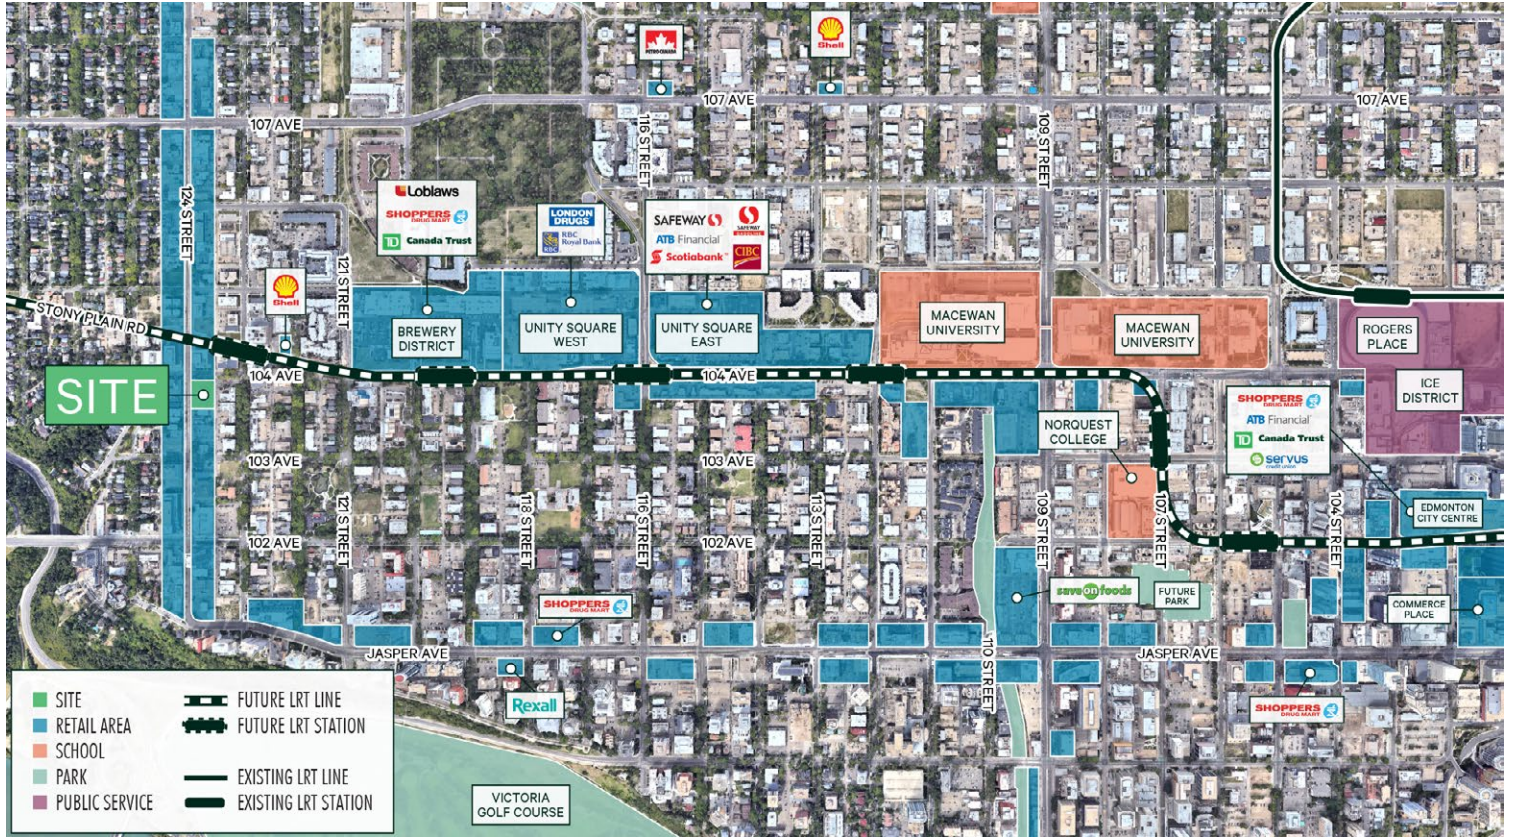 PETRO-CANADA
Shell
107 AVE
107 AVE
107 AVE
116 STREET
109 STREET
124 STREET
Loblaws
SHOPPERS
DRUG MART
TD Canada Trust
LONDON
DRUGS
RBC
RBC
Royal Bank
SAFEWAY
SAFEWAY
ATB Financial
Scotiabank
CIBC
Shell
121 STREET
STONY PLAIN RD
BREWERY
DISTRICT
UNITY SQUARE
WEST
UNITY SQUARE
EAST
MACEWAN
UNIVERSITY
MACEWAN
UNIVERSITY
ROGERS
PLACE
ICE
DISTRICT
SITE
104 AVE
104 AVE
NORQUEST
COLLEGE
SHOPPERS
DRUG MART
ATB Financial
TD Canada Trust
servus
credit union
103 AVE
103 AVE
121 STREET
118 STREET
116 STREET
113 STREET
109 STREET
107 STREET
104 STREET
EDMONTON
CITY CENTRE
102 AVE
102 AVE
save on foods
FUTURE
PARK
COMMERCE
PLACE
SHOPPERS
DRUG MART
JASPER AVE
JASPER AVE
110 STREET
Rexall
SHOPPERS
DRUG MART
SITE
RETAIL AREA
SCHOOL
PARK
PUBLIC SERVICE
FUTURE LRT LINE
FUTURE LRT STATION
EXISTING LRT LINE
EXISTING LRT STATION
VICTORIA
GOLF COURSE